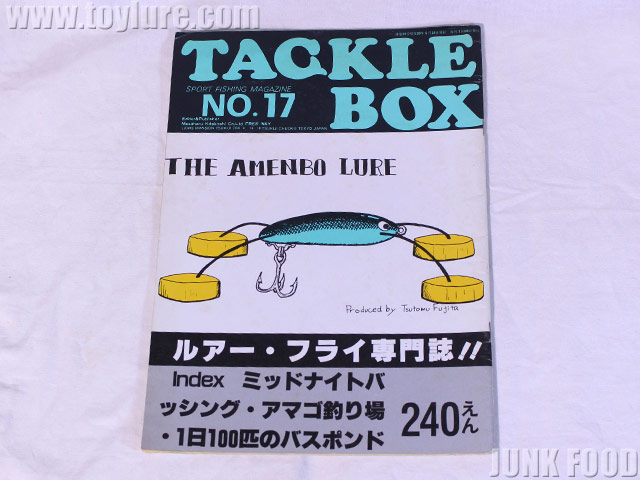 www.toylure.com
TACKLE
SPORT FISHING MAGAZINE
NO.17
BOX
Editor&Publisher
THE AMENBO LURE
Produced by Tsutomu Fujita
ルアー・フライ専門誌!!
Index ミッドナイトバ
ッシング・アマゴ釣り場
・1日100匹のバスポンド
240えん
JUNK FOOD